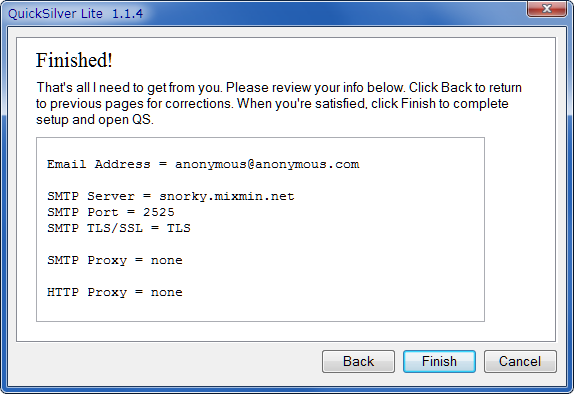 QuickSilver Lite 1.1.4
Finished!
That's all I need to get from you. Please review your info below. Click Back to return
to previous pages for corrections. When you're satisfied, click Finish to complete
setup and open QS.
Email Address = anonymous@anonymous.com
SMTP Server = snorky.mixmin.net
SMTP Port = 2525
SMTP TLS/SSL = TLS
SMTP Proxy = none
HTTP Proxy = none
Back Finish Cancel